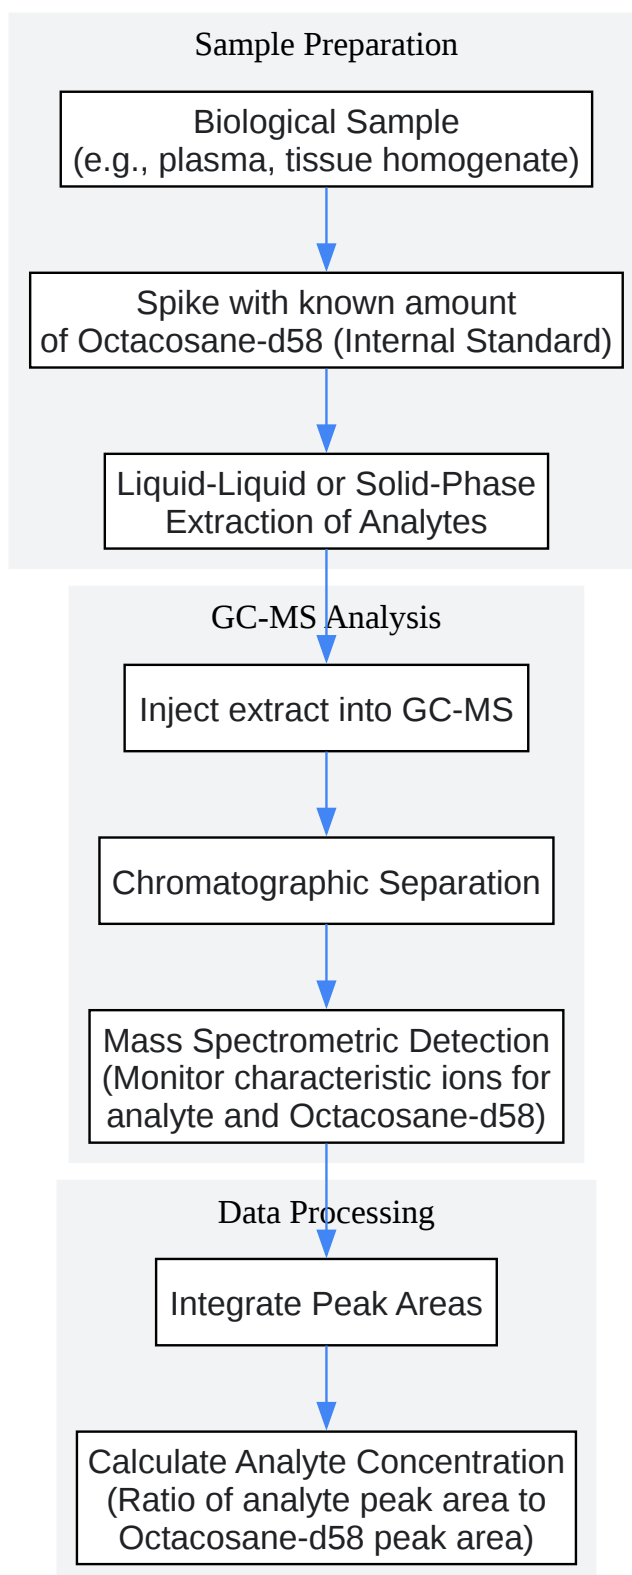 Sample Preparation
Biological Sample
(e.g., plasma, tissue homogenate)
Spike with known amount
of Octacosane-d58 (Internal Standard)
Liquid-Liquid or Solid-Phase
Extraction of Analytes
GC-MS Analysis
Inject extract into GC-MS
Chromatographic Separation
Mass Spectrometric Detection
(Monitor characteristic ions for
analyte and Octacosane-d58)
Data Processing
Integrate Peak Areas
Calculate Analyte Concentration
(Ratio of analyte peak area to
Octacosane-d58 peak area)